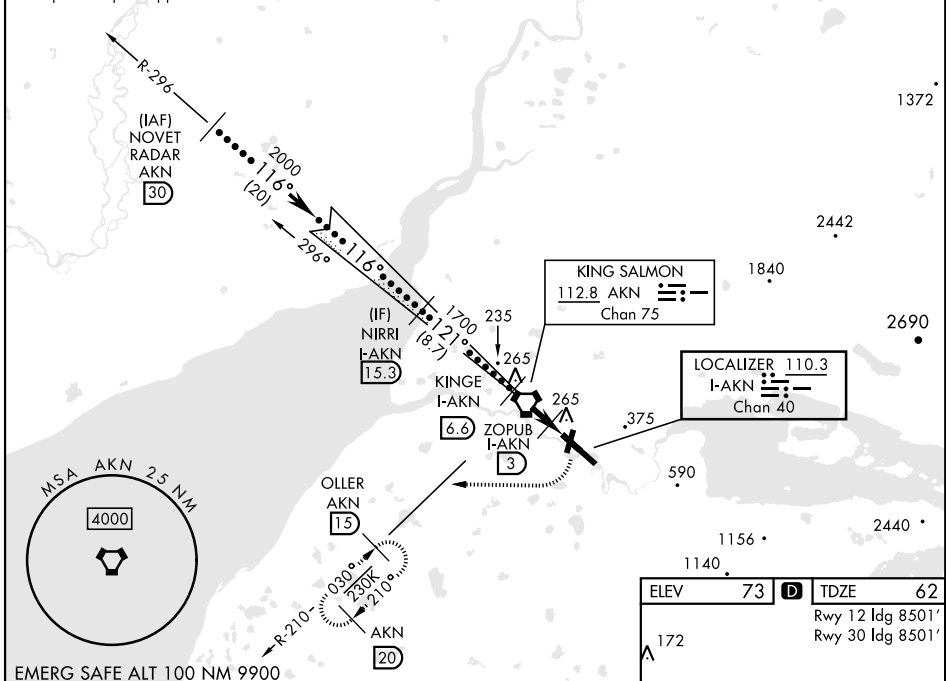 R-296
(IAF)
NOVET
RADAR
AKN
30
2000
116°
(20)
296°
116°
1372
2442
1840
2690
KING SALMON
112.8 AKN
Chan 75
(IF)
NIRRI
I-AKN
15.3
1700
121°
(8.7)
235
265
KINGE
I-AKN
6.6
LOCALIZER 110.3
I-AKN
Chan 40
265
ZOPUB
I-AKN
3
375
590
MSA AKN 25 NM
4000
OLLER
AKN
15
030°
230K
210°
R-210
AKN
20
2440
1156
1140
ELEV 73 D TDZE 62
Rwy 12 ldg 8501'
Rwy 30 ldg 8501'
172
EMERG SAFE ALT 100 NM 9900